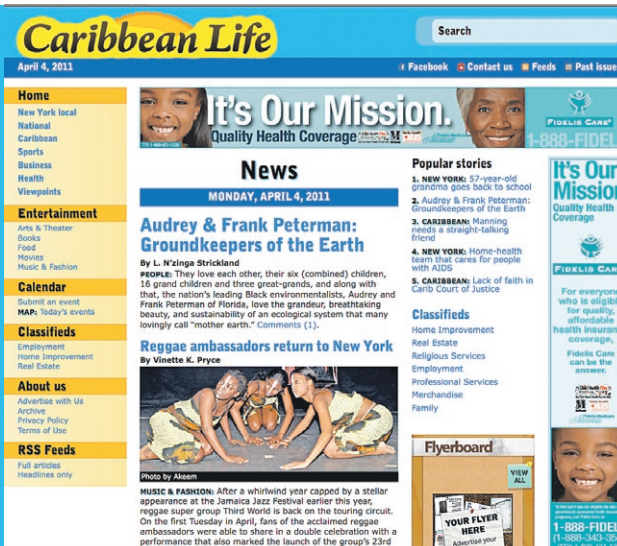 Caribbean Life
Search
April 4, 2011
Facebook Contact us Feeds Past issue
Home
New York local
National
Caribbean
Sports
Business
Health
Viewpoints
Entertainment
Arts & Theater
Books
Food
Movies
Music & Fashion
Calendar
Submit an event
MAP: Today's events
Classifieds
Employment
Home Improvement
Real Estate
About us
Advertise with Us
Archive
Privacy Policy
Terms of Use
RSS Feeds
Full articles
Headlines only
It's Our Mission.
Quality Health Coverage
FIDELIS CARE
1-888-FIDEL
News
MONDAY, APRIL 4, 2011
Audrey & Frank Peterman:
Groundkeepers of the Earth
By L. N'zinga Strickland
PEOPLE: They love each other, their six (combined) children,
16 grand children and three great-grands, and along with
that, the nation's leading Black environmentalists, Audrey and
Frank Peterman of Florida, love the grandeur, breathtaking
beauty, and sustainability of an ecological system that many
lovingly call "mother earth." Comments (1).
Reggae ambassadors return to New York
By Vinette K. Pryce
Photo by Akeem
MUSIC & FASHION: After a whirlwind year capped by a stellar
appearance at the Jamaica Jazz Festival earlier this year,
reggae super group Third World is back on the touring circuit.
On the first Tuesday in April, fans of the acclaimed reggae
ambassadors were able to share in a double celebration with a
performance that also marked the launch of the group's 23rd
Popular stories
1. NEW YORK: 57-year-old
grandma goes back to school
2. Audrey & Frank Peterman:
Groundkeepers of the Earth
3. CARIBBEAN: Manning
needs a straight-talking
friend
4. NEW YORK: Home-health
team that cares for people
with AIDS
5. CARIBBEAN: Lack of faith in
Carib Court of Justice
Classifieds
Home Improvement
Real Estate
Religious Services
Employment
Professional Services
Merchandise
Family
Flyerboard
VIEW
ALL
YOUR FLYER
HERE
Advertise your
It's Our
Mission
Quality Health
Coverage
FIDELIS CARE
For everyone
who is eligib
for quality,
affordable
health insuran
coverage,
Fidelis Care
can be the
answer.
1-888-FIDEL
(1-888-343-35